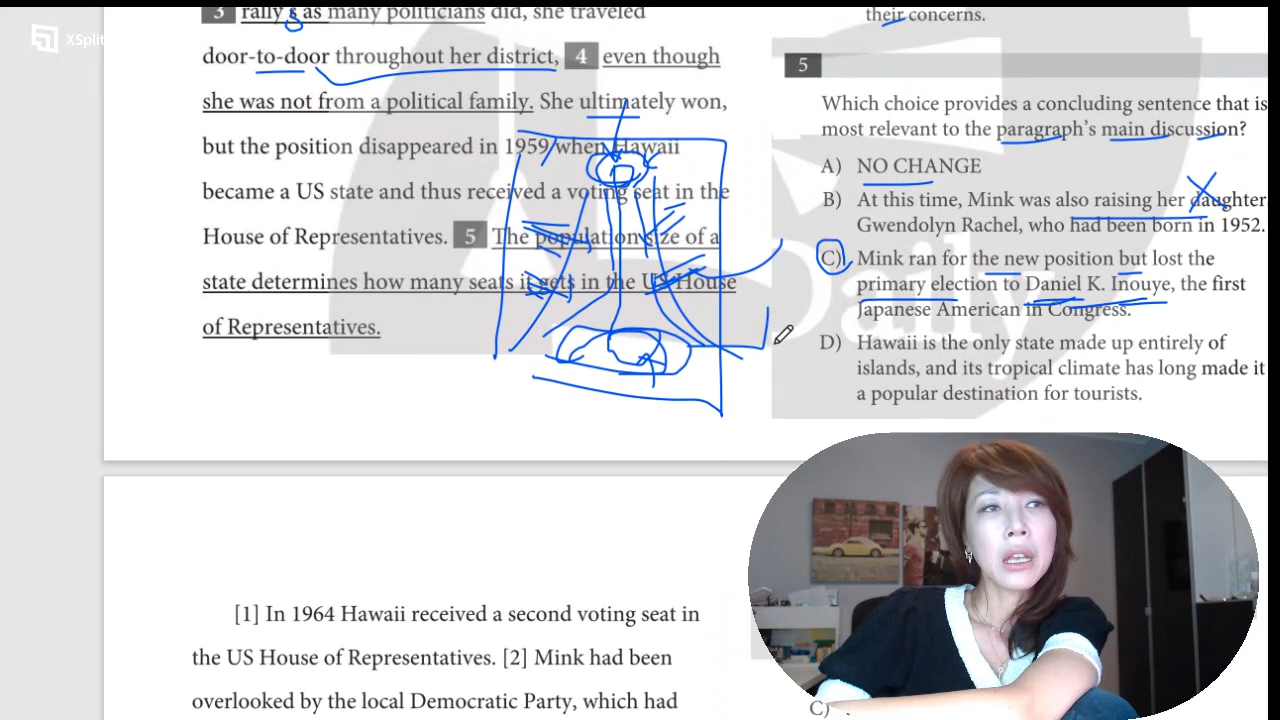 XSplit
3 rally as many politicians did, she traveled
door-to-door throughout her district, 4 even though
she was not from a political family. She ultimately won,
but the position disappeared in 1959 when Hawaii
became a US state and thus received a voting seat in the
House of Representatives. 5 The population size of a
state determines how many seats it gets in the US House
of Representatives.
their concerns.
5
Which choice provides a concluding sentence that is
most relevant to the paragraph's main discussion?
A) NO CHANGE
B) At this time, Mink was also raising her daughter
Gwendolyn Rachel, who had been born in 1952.
C) Mink ran for the new position but lost the
primary election to Daniel K. Inouye, the first
Japanese American in Congress.
D) Hawaii is the only state made up entirely of
islands, and its tropical climate has long made it
a popular destination for tourists.
Daily
[1] In 1964 Hawaii received a second voting seat in
the US House of Representatives. [2] Mink had been
overlooked by the local Democratic Party, which had
C)